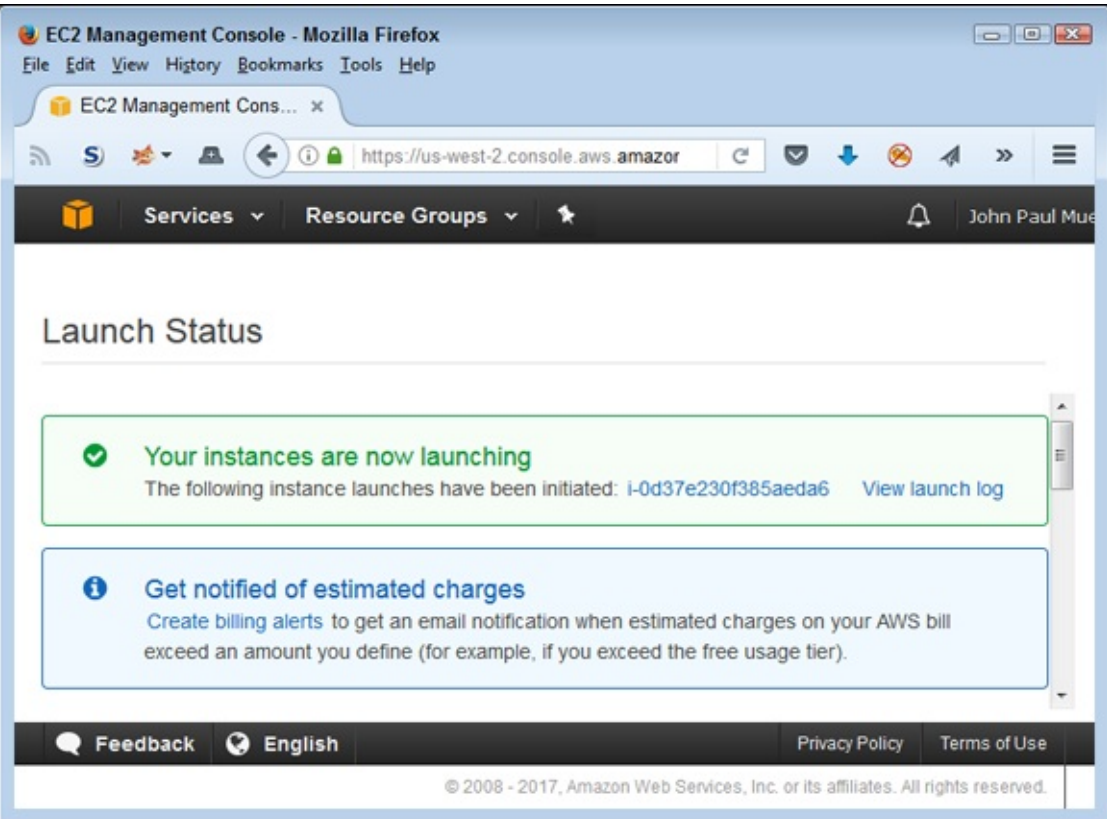 EC2 Management Console - Mozilla Firefox
File Edit View History Bookmarks Tools Help
EC2 Management Cons... ×
https://us-west-2.console.aws.amazor
Services Resource Groups John Paul Mue
Launch Status
Your instances are now launching
The following instance launches have been initiated: i-0d37e230f385aeda6 View launch log
Get notified of estimated charges
Create billing alerts to get an email notification when estimated charges on your AWS bill
exceed an amount you define (for example, if you exceed the free usage tier).
Feedback English Privacy Policy Terms of Use
© 2008 - 2017, Amazon Web Services, Inc. or its affiliates. All rights reserved.